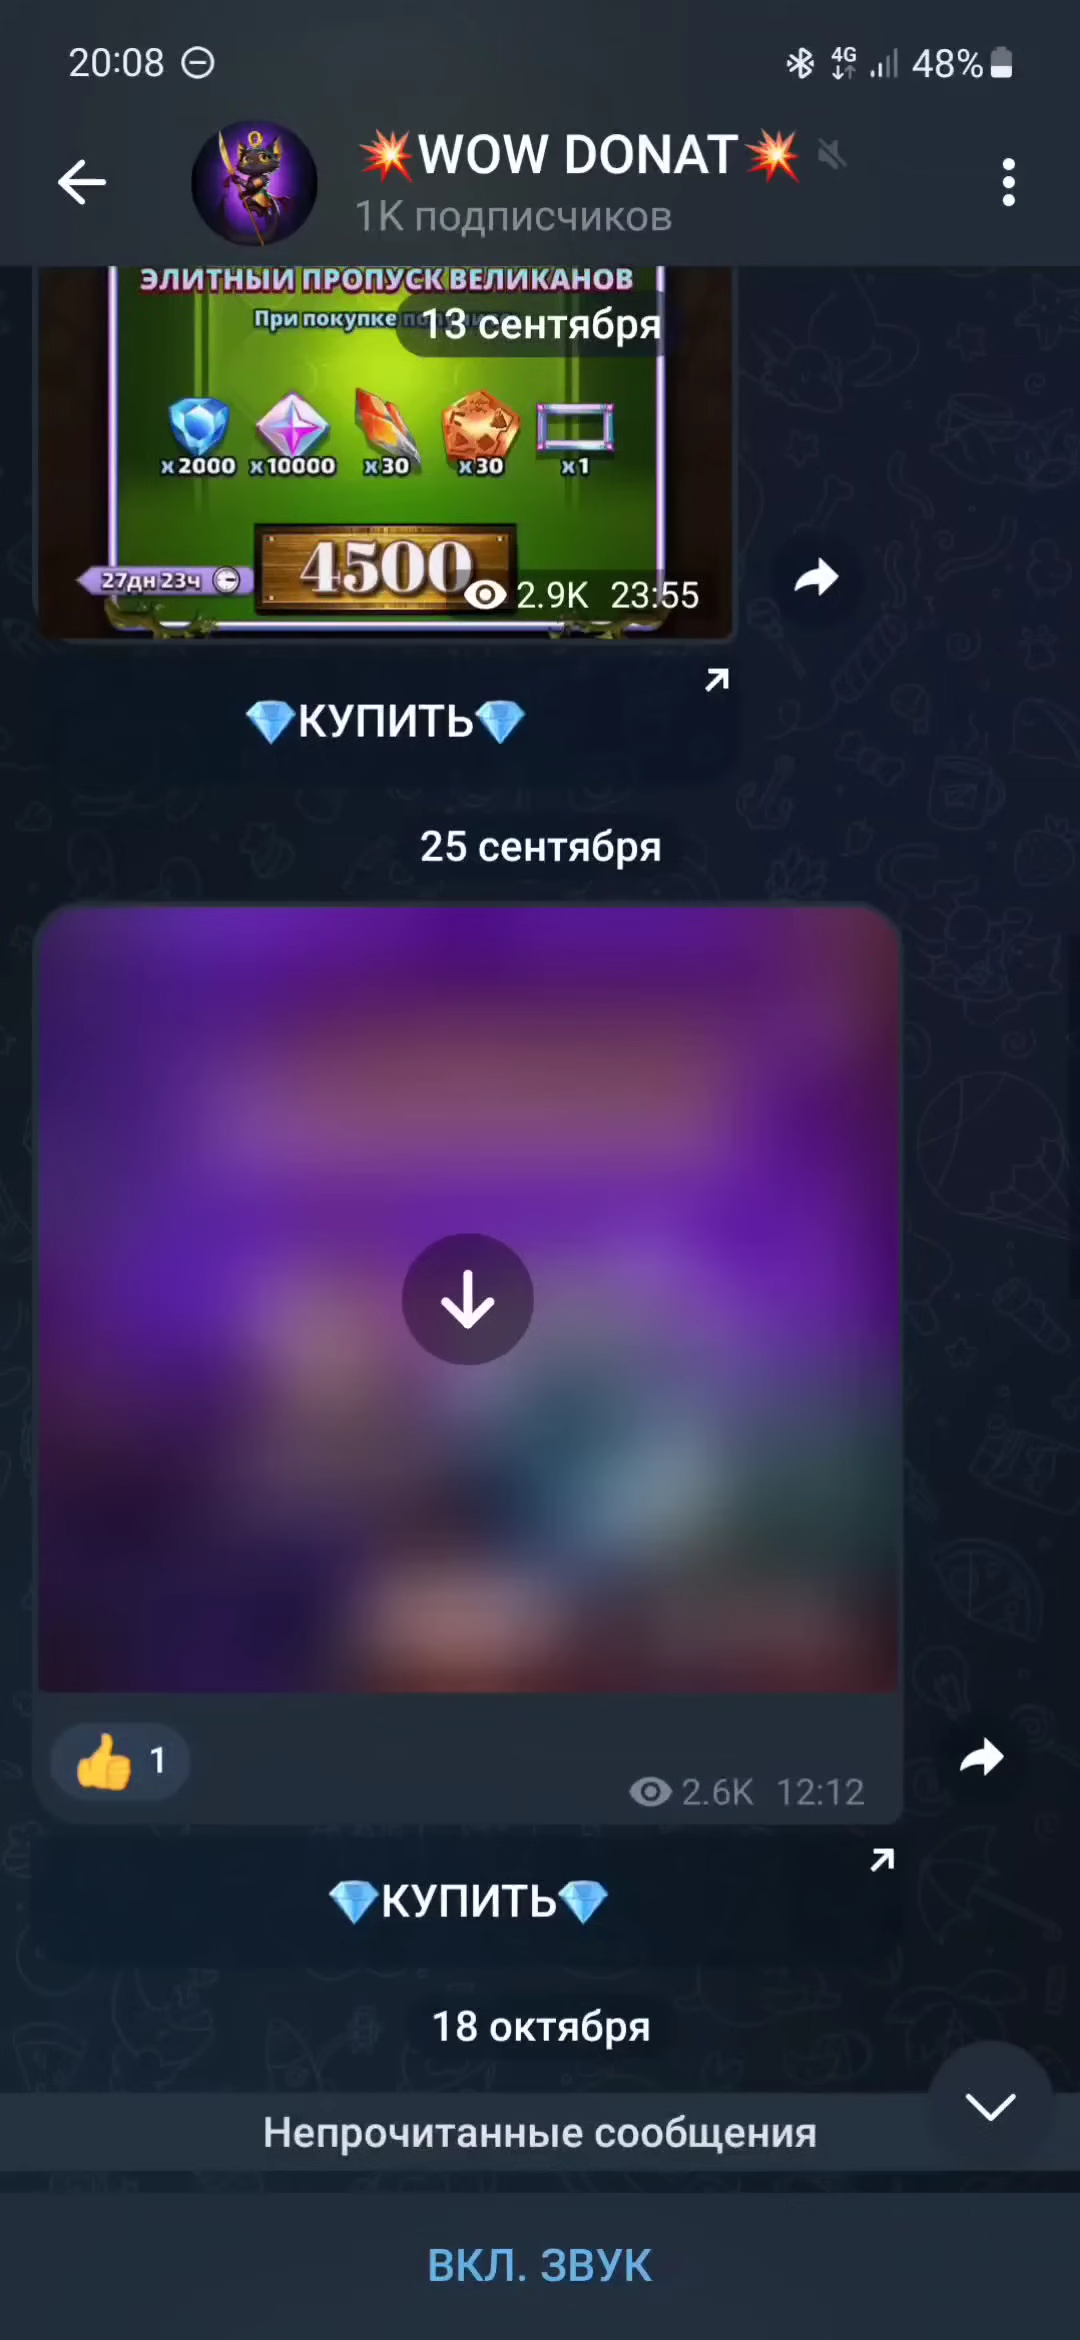 20:08
4G
48%
💥WOW DONAT💥
1K подписчиков
ЭЛИТНЫЙ ПРОПУСК ВЕЛИКАНОВ
При покупке
13 сентября
x2000 x10000 x30 x30 x1
27дн 23ч
4500
2.9K 23:55
💎КУПИТЬ💎
25 сентября
👍 1
2.6K 12:12
💎КУПИТЬ💎
18 октября
Непрочитанные сообщения
ВКЛ. ЗВУК